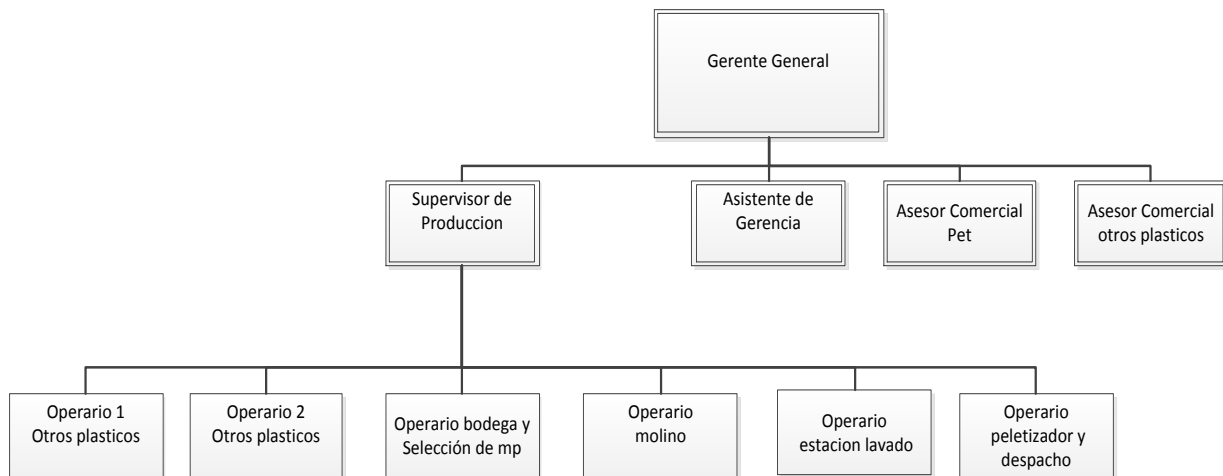 Gerente General
Supervisor de
Produccion
Asistente de
Gerencia
Asesor Comercial
Pet
Asesor Comercial
otros plasticos
Operario 1
Otros plasticos
Operario 2
Otros plasticos
Operario bodega y
Selección de mp
Operario
molino
Operario
estacion lavado
Operario
peletizador y
despacho